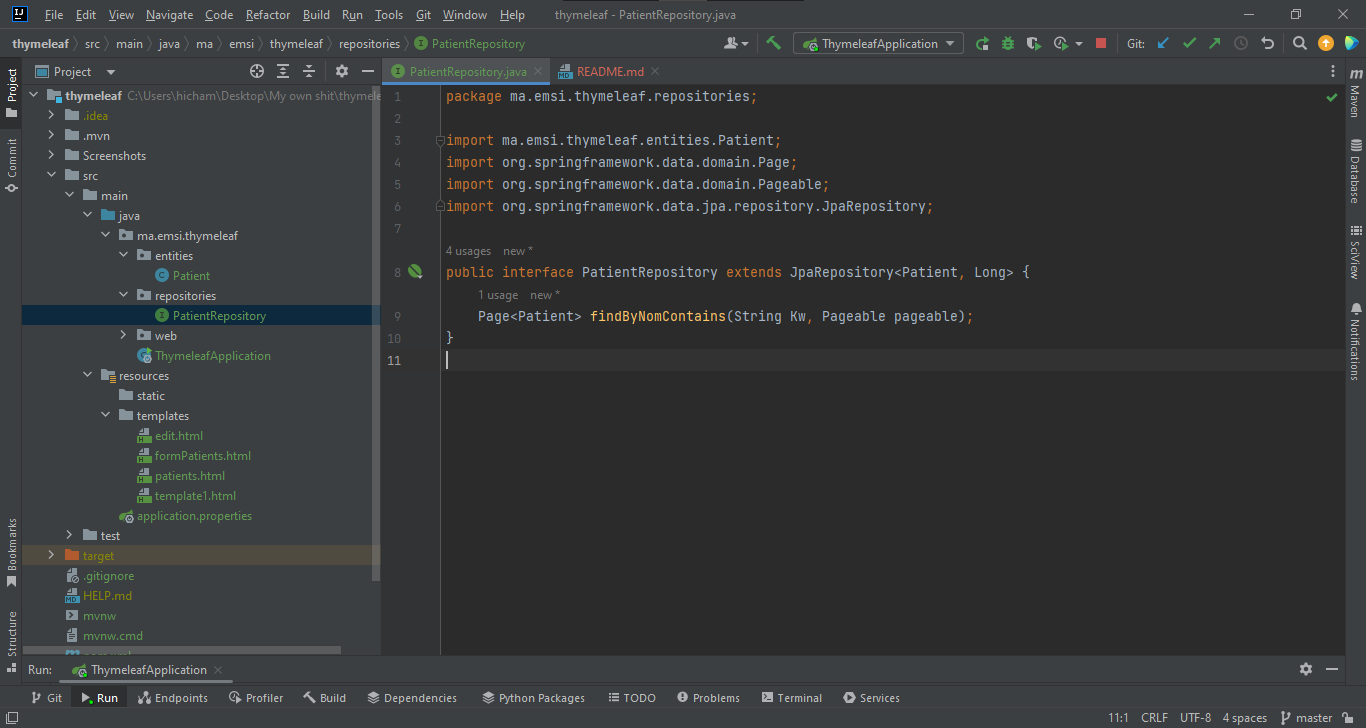 File Edit View Navigate Code Refactor Build Run Tools Git Window Help thymeleaf - PatientRepository.java
thymeleaf src main java ma emsi thymeleaf repositories PatientRepository ThymeleafApplication Git:
Project
PatientRepository.java README.md
thymeleaf C:\Users\hicham\Desktop\My own shit\thymele
.idea
.mvn
Screenshots
src
main
java
ma.emsi.thymeleaf
entities
Patient
repositories
PatientRepository
web
ThymeleafApplication
resources
static
templates
edit.html
formPatients.html
patients.html
template1.html
application.properties
test
target
.gitignore
HELP.md
mvnw
mvnw.cmd
1 package ma.emsi.thymeleaf.repositories;
2
3 import ma.emsi.thymeleaf.entities.Patient;
4 import org.springframework.data.domain.Page;
5 import org.springframework.data.domain.Pageable;
6 import org.springframework.data.jpa.repository.JpaRepository;
7
4 usages new *
8 public interface PatientRepository extends JpaRepository<Patient, Long> {
1 usage new *
9 Page<Patient> findByNomContains(String Kw, Pageable pageable);
10 }
11
Project
Commit
Bookmarks
Structure
Maven
Database
SciView
Notifications
Run: ThymeleafApplication
Git Run Endpoints Profiler Build Dependencies Python Packages TODO Problems Terminal Services
11:1 CRLF UTF-8 4 spaces master